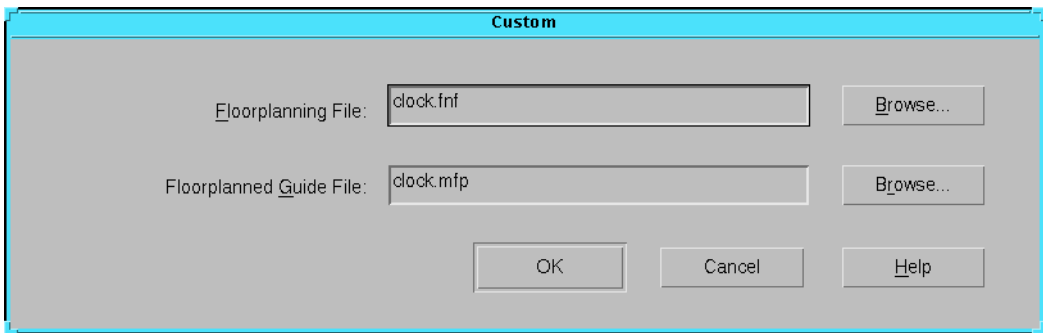 Custom
Floorplanning File: clock.fnf Browse...
Floorplanned Guide File: clock.mfp Browse...
OK Cancel Help